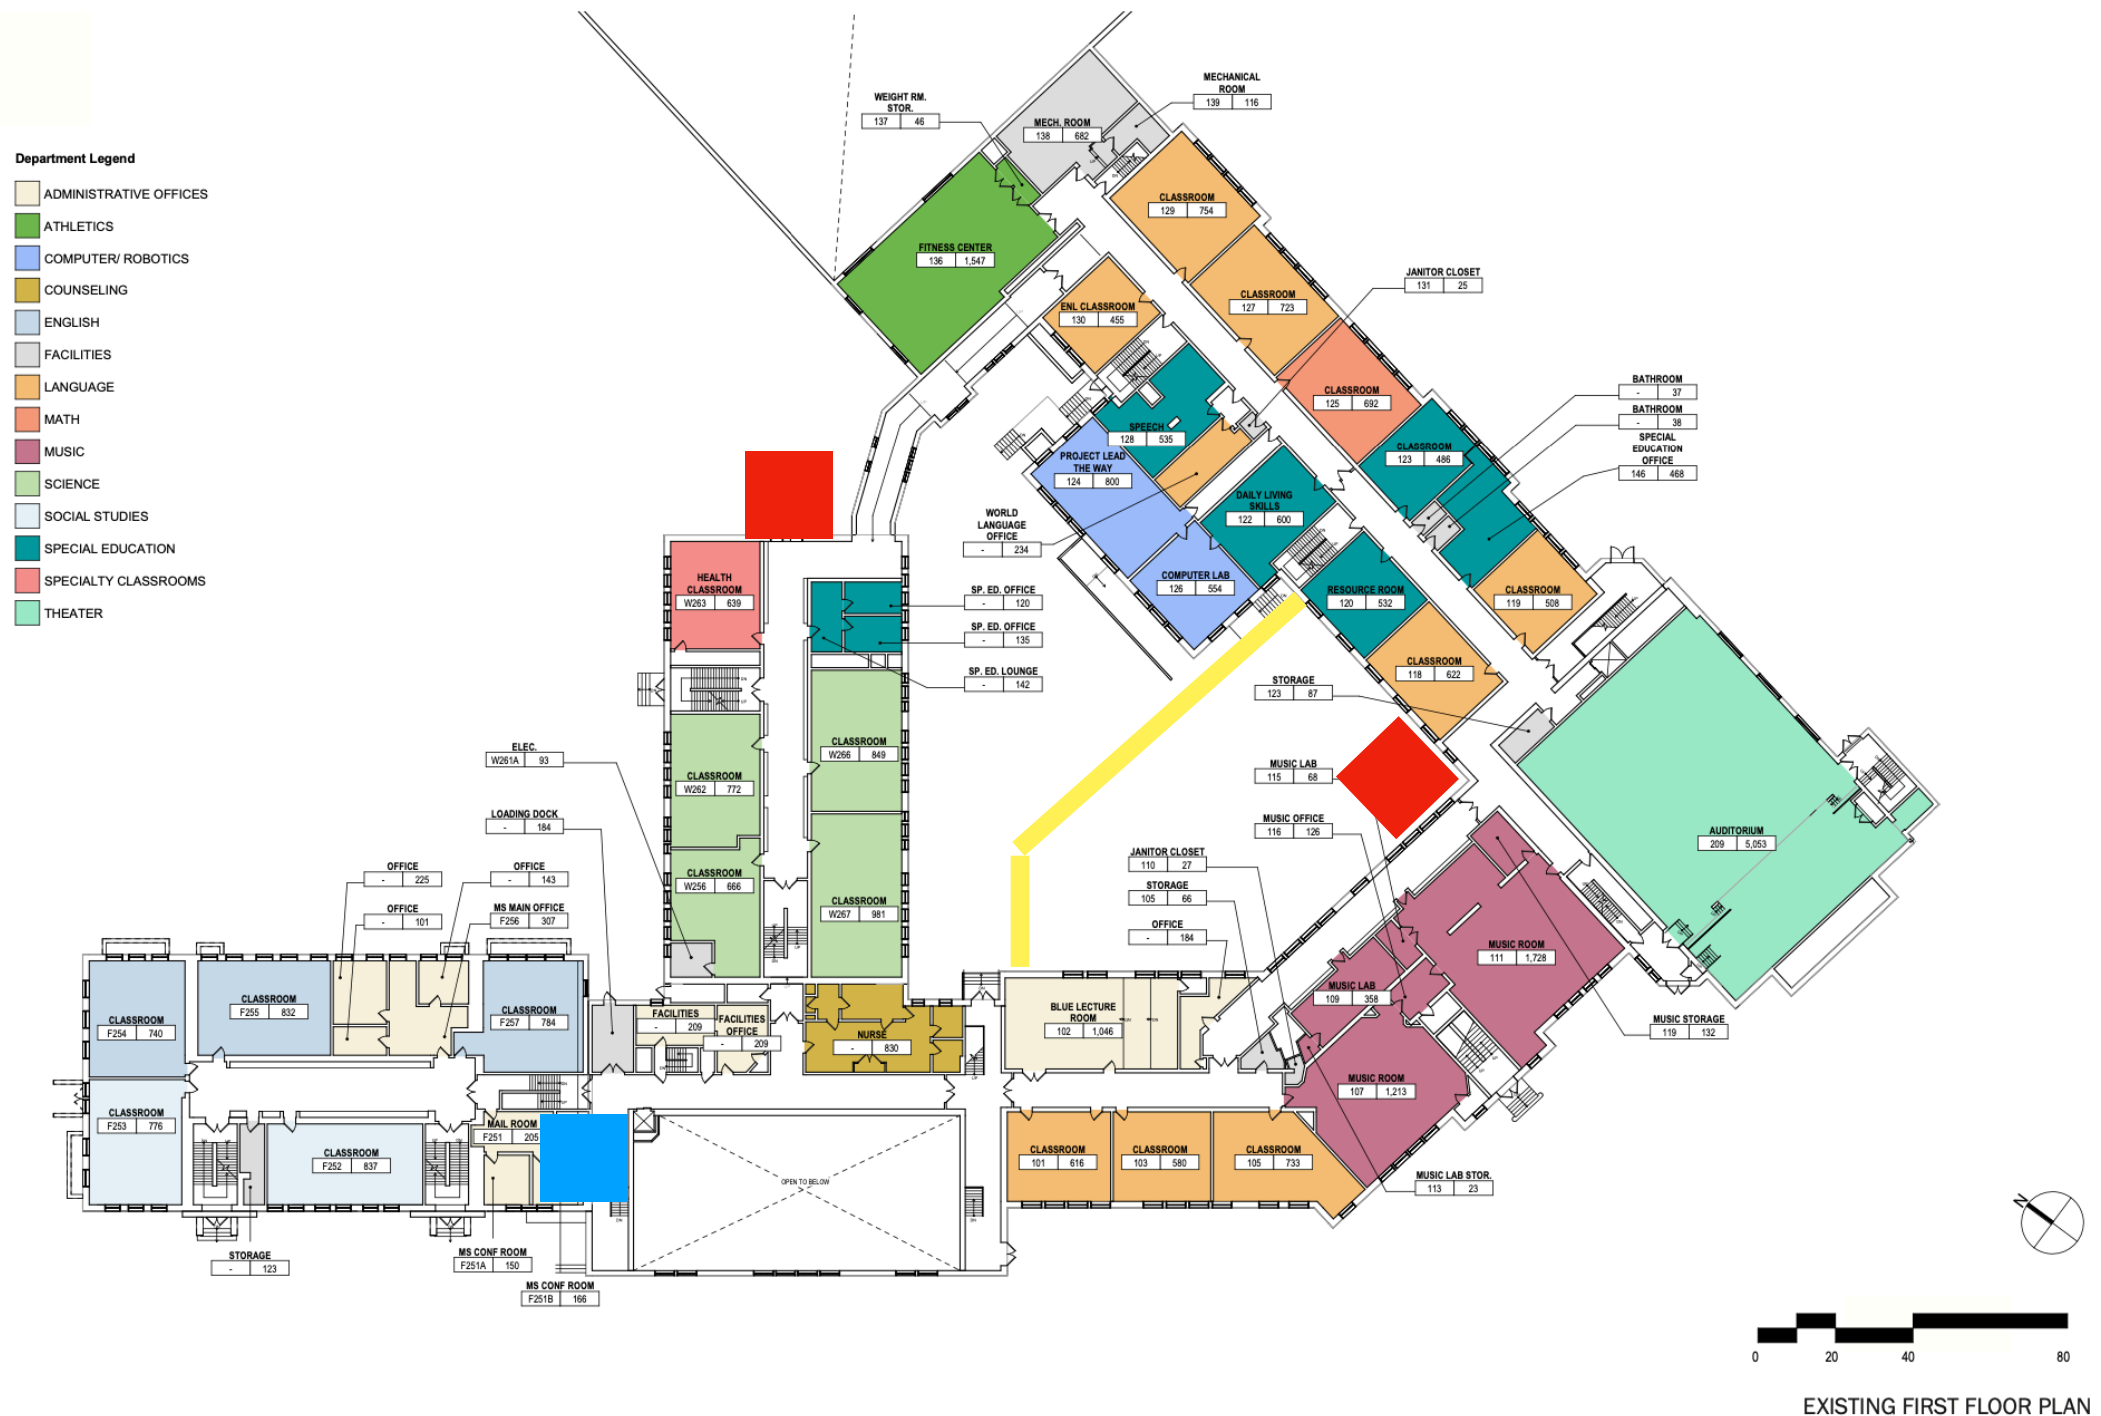 Department Legend
ADMINISTRATIVE OFFICES
ATHLETICS
COMPUTER/ ROBOTICS
COUNSELING
ENGLISH
FACILITIES
LANGUAGE
MATH
MUSIC
SCIENCE
SOCIAL STUDIES
SPECIAL EDUCATION
SPECIALTY CLASSROOMS
THEATER
MECHANICAL
ROOM
139 116
WEIGHT RM.
STOR.
137 46
MECH. ROOM
138 682
CLASSROOM
129 754
FITNESS CENTER
136 1,547
JANITOR CLOSET
131 25
ENL CLASSROOM
130 455
CLASSROOM
127 723
CLASSROOM
125 692
BATHROOM
- 37
BATHROOM
- 38
SPECIAL
EDUCATION
OFFICE
146 468
SPEECH
128 535
CLASSROOM
123 486
PROJECT LEAD
THE WAY
124 800
DAILY LIVING
SKILLS
122 600
WORLD
LANGUAGE
OFFICE
- 234
COMPUTER LAB
126 554
RESOURCE ROOM
120 532
CLASSROOM
119 508
HEALTH
CLASSROOM
W263 639
SP. ED. OFFICE
- 120
SP. ED. OFFICE
- 135
SP. ED. LOUNGE
- 142
CLASSROOM
118 622
STORAGE
123 87
ELEC.
W261A 93
CLASSROOM
W266 849
CLASSROOM
W262 772
MUSIC LAB
115 68
LOADING DOCK
- 184
MUSIC OFFICE
116 126
AUDITORIUM
209 5,053
JANITOR CLOSET
110 27
OFFICE
- 225
OFFICE
- 143
CLASSROOM
W256 666
STORAGE
105 66
OFFICE
- 101
MS MAIN OFFICE
F256 307
CLASSROOM
W267 981
OFFICE
- 184
MUSIC ROOM
111 1,728
CLASSROOM
F255 832
MUSIC LAB
109 358
BLUE LECTURE
ROOM
102 1,046
CLASSROOM
F257 784
FACILITIES
- 209
FACILITIES
OFFICE
- 209
CLASSROOM
F254 740
NURSE
- 830
MUSIC STORAGE
119 132
MUSIC ROOM
107 1,213
CLASSROOM
F253 776
MAIL ROOM
F251 205
CLASSROOM
F252 837
CLASSROOM
101 616
CLASSROOM
103 580
CLASSROOM
105 733
OPEN TO BELOW
MUSIC LAB STOR.
113 23
STORAGE
- 123
MS CONF ROOM
F251A 150
MS CONF ROOM
F251B 166
N
0 20 40 80
EXISTING FIRST FLOOR PLAN